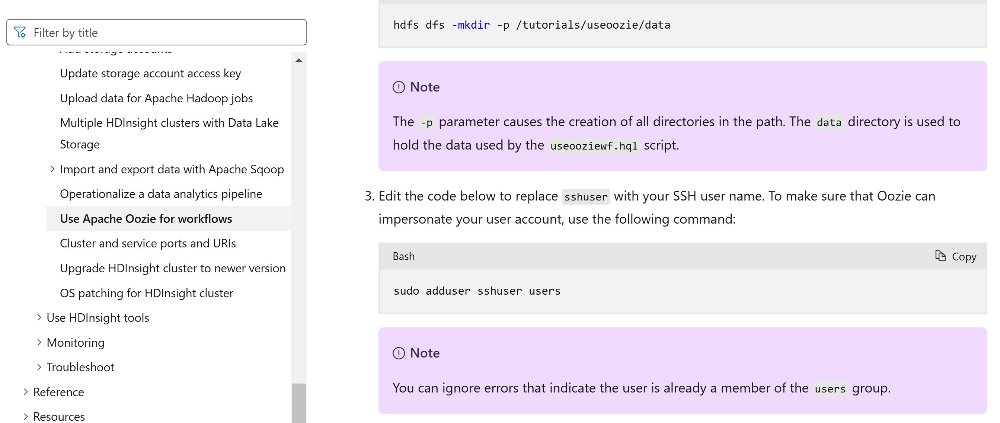 Filter by title
Add storage accounts
Update storage account access key
Upload data for Apache Hadoop jobs
Multiple HDInsight clusters with Data Lake
Storage
Import and export data with Apache Sqoop
Operationalize a data analytics pipeline
Use Apache Oozie for workflows
Cluster and service ports and URIs
Upgrade HDInsight cluster to newer version
OS patching for HDInsight cluster
Use HDInsight tools
Monitoring
Troubleshoot
Reference
Resources
hdfs dfs -mkdir -p /tutorials/useoozie/data
Note
The -p parameter causes the creation of all directories in the path. The data directory is used to
hold the data used by the useooziewf.hql script.
3. Edit the code below to replace sshuser with your SSH user name. To make sure that Oozie can
impersonate your user account, use the following command:
Bash
Copy
sudo adduser sshuser users
Note
You can ignore errors that indicate the user is already a member of the users group.